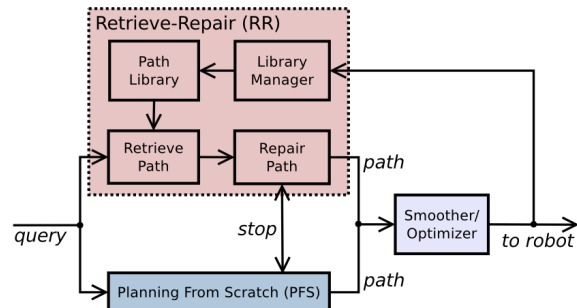 Retrieve-Repair (RR)
Path
Library
Library
Manager
Retrieve
Path
Repair
Path
path
query
stop
Smoother/
Optimizer
to robot
path
Planning From Scratch (PFS)